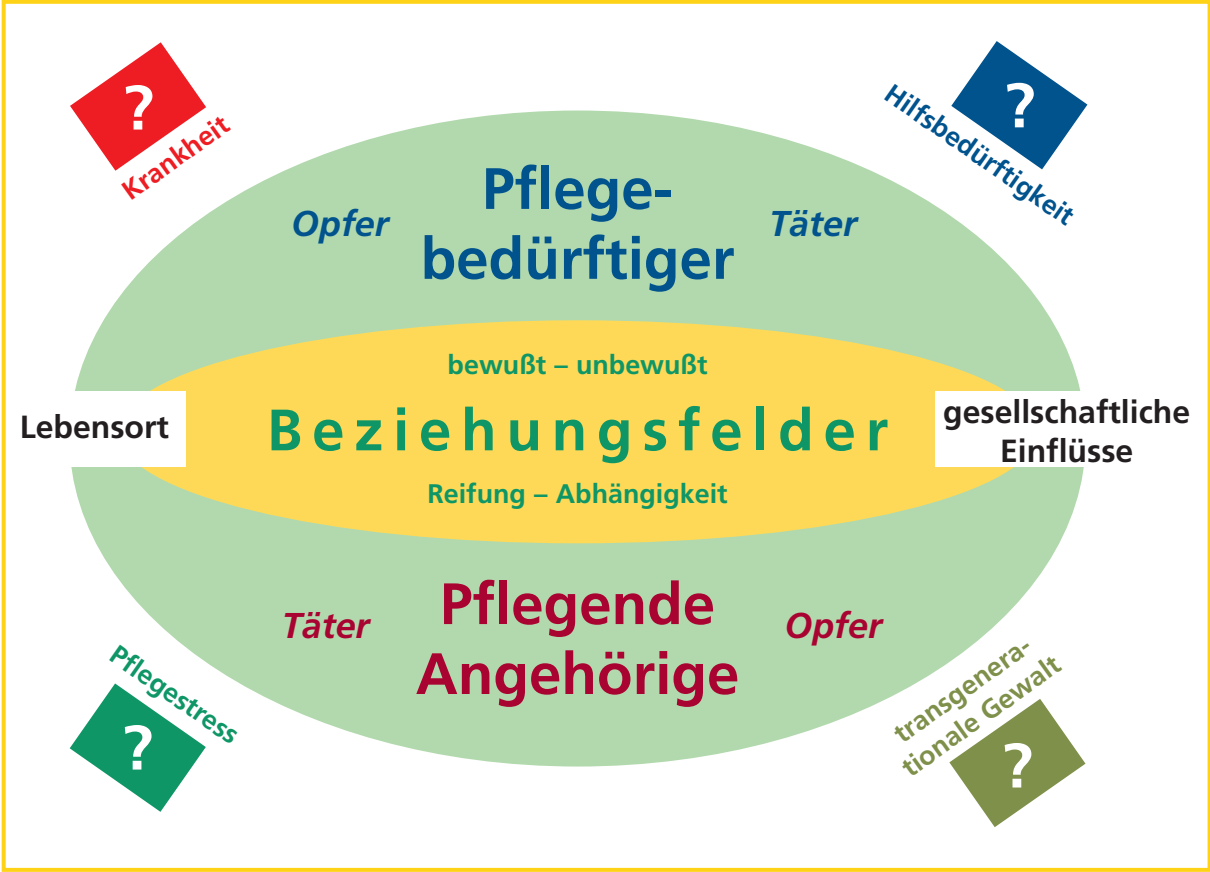 ?
Krankheit
?
Hilfsbedürftigkeit
Opfer
Pflege-
bedürftiger
Täter
bewußt – unbewußt
Lebensort
Beziehungsfelder
gesellschaftliche
Einflüsse
Reifung – Abhängigkeit
Täter
Pflegende
Angehörige
Opfer
Pflegestress
?
transgenera-
tionale Gewalt
?